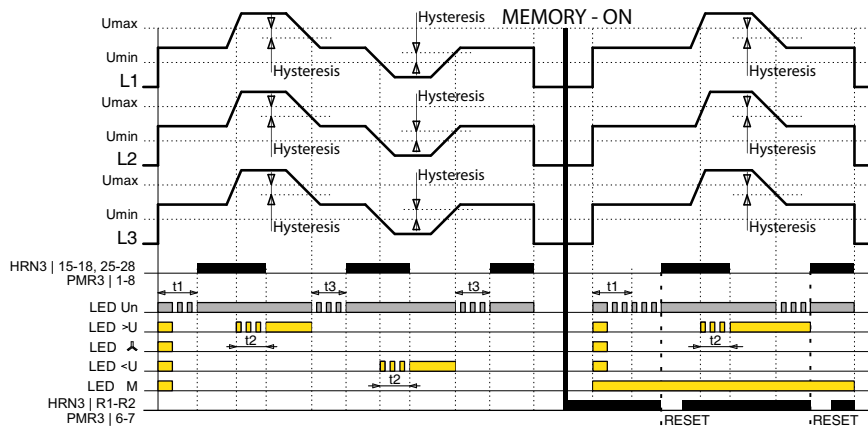 Hysteresis MEMORY - ON
Umax
Umin
L1
Hysteresis
Hysteresis
Hysteresis
Umax
Umin
L2
Hysteresis
Hysteresis
Hysteresis
Umax
Umin
L3
Hysteresis
Hysteresis
HRN3 | 15-18, 25-28
PMR3 | 1-8
t1 t3 t3 t1
LED Un
LED >U
t2 t2
LED
LED <U
t2
LED M
HRN3 | R1-R2
PMR3 | 6-7
RESET RESET